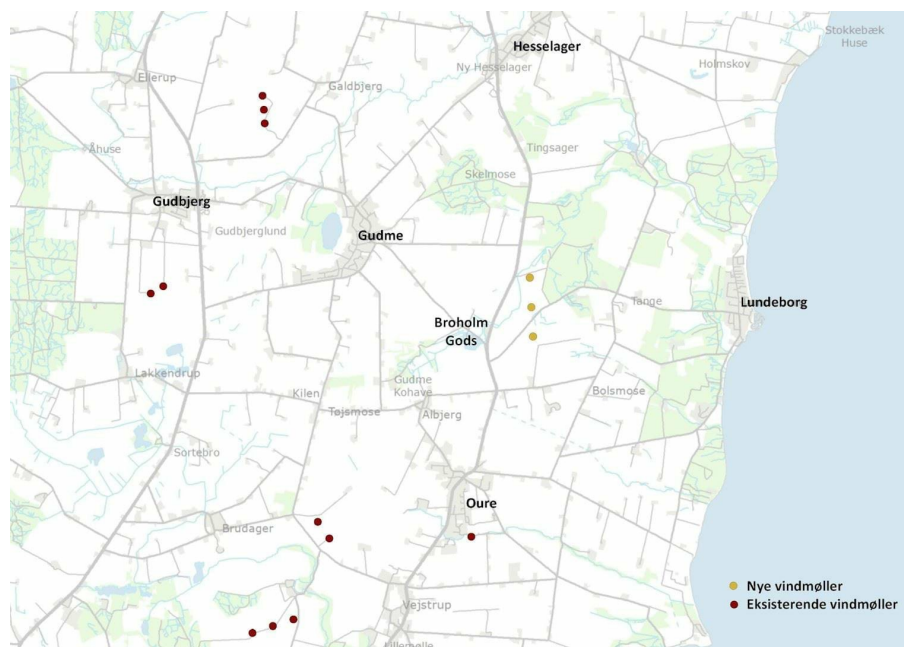 Stokkebæk
Huse
Hesselager
Holmskov
Ny Hesselager
Ellerup
Galdbjerg
Åhuse
Tingsager
Skelmose
Gudbjerg
Gudbjerglund
Gudme
Tange
Lundeborg
Broholm
Gods
Lakkendrup
Gudme
Kohave
Kilen
Bolsmose
Tøjsmose
Albjerg
Sortebro
Oure
Brudager
Nye vindmøller
Vejstrup
Eksisterende vindmøller
Lillemølle